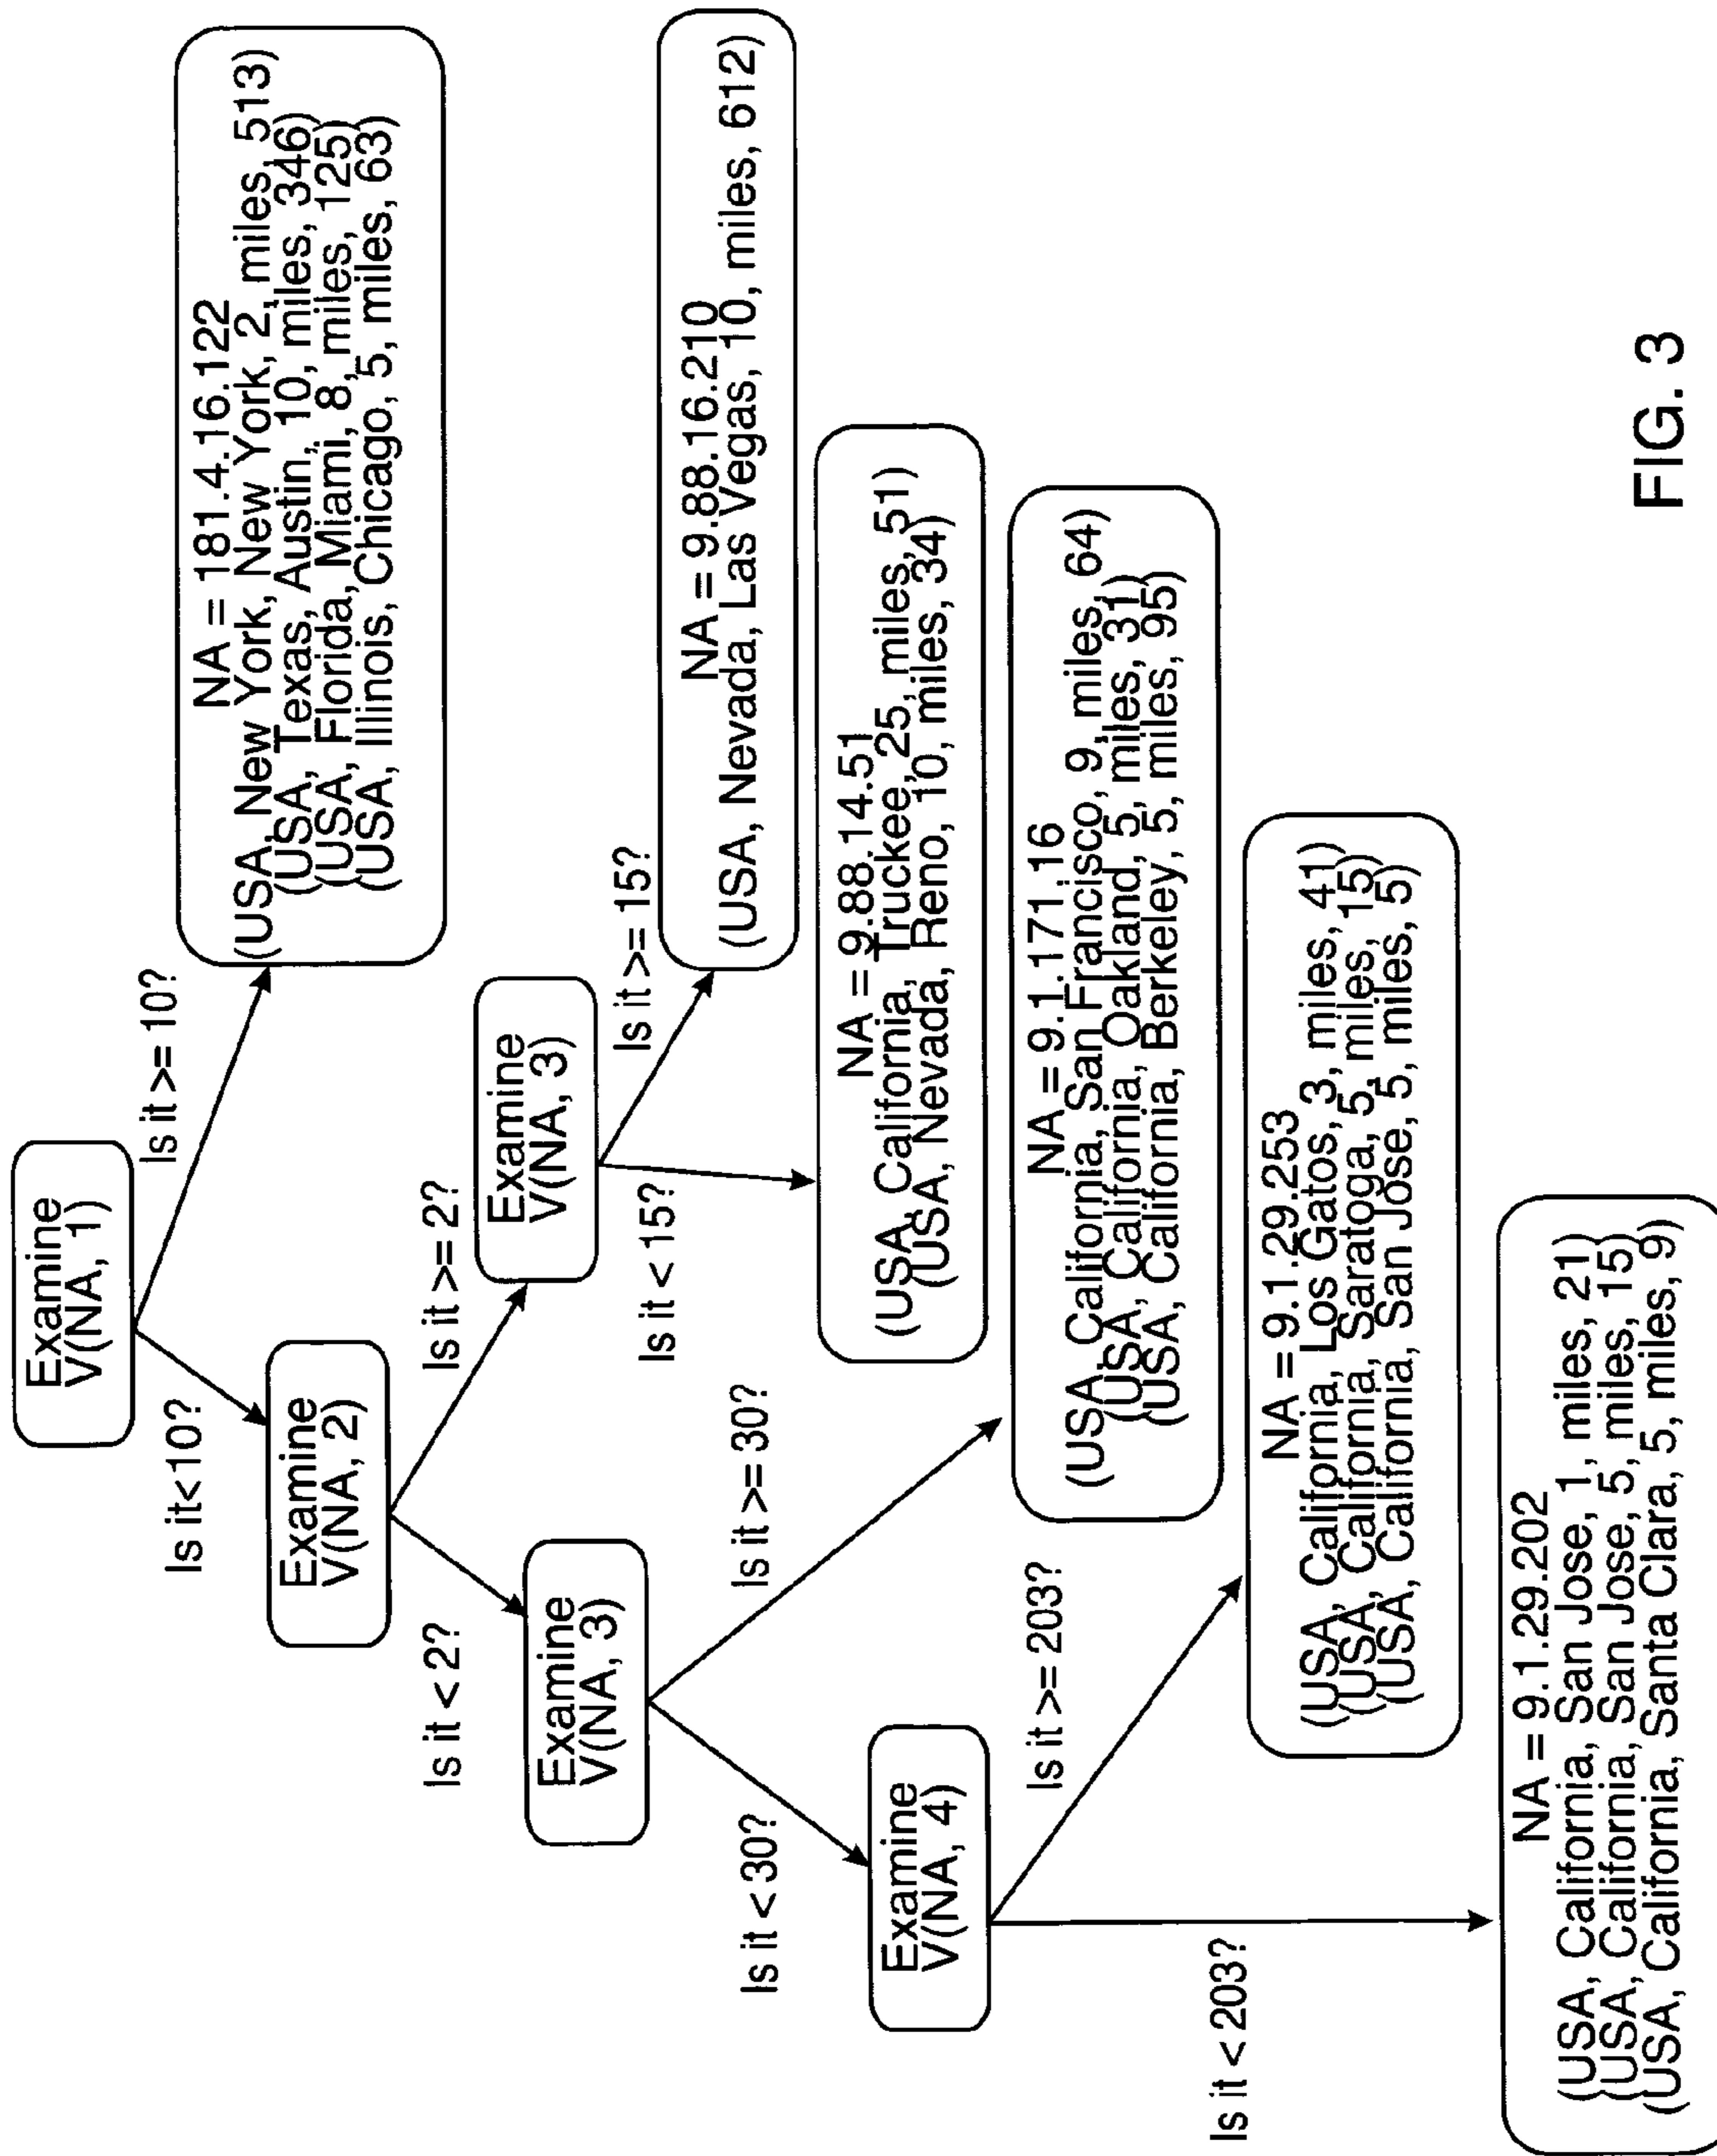 Examine
V(NA, 1)
Is it<10?
Is it >= 10?
NA = 181.4.16.122
(USA, New York, New York, 2, miles, 513)
(USA, Texas, Austin, 10, miles, 346)
(USA, Florida, Miami, 8, miles, 125)
(USA, Illinois, Chicago, 5, miles, 63)
Examine
V(NA, 2)
Is it < 2?
Is it >= 2?
Examine
V(NA, 3)
Is it < 15?
Is it >= 15?
NA = 9.88.16.210
(USA, Nevada, Las Vegas, 10, miles, 612)
Examine
V(NA, 3)
Is it < 30?
Is it >= 30?
NA = 9.88.14.51
(USA, California, Truckee, 25, miles, 51)
(USA, Nevada, Reno, 10, miles, 34)
Examine
V(NA, 4)
Is it < 203?
Is it >= 203?
NA = 9.1.171.16
(USA, California, San Francisco, 9, miles, 64)
(USA, California, Oakland, 5, miles, 31)
(USA, California, Berkeley, 5, miles, 95)
NA = 9.1.29.253
(USA, California, Los Gatos, 3, miles, 41)
(USA, California, Saratoga, 5, miles, 15)
(USA, California, San Jose, 5, miles, 5)
NA = 9.1.29.202
(USA, California, San Jose, 1, miles, 21)
(USA, California, San Jose, 5, miles, 15)
(USA, California, Santa Clara, 5, miles, 9)
FIG. 3